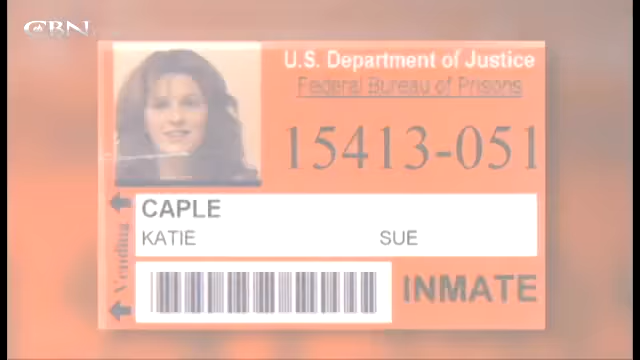 CBN
U.S. Department of Justice
Federal Bureau of Prisons
15413-051
CAPLE
KATIE SUE
Vending
INMATE